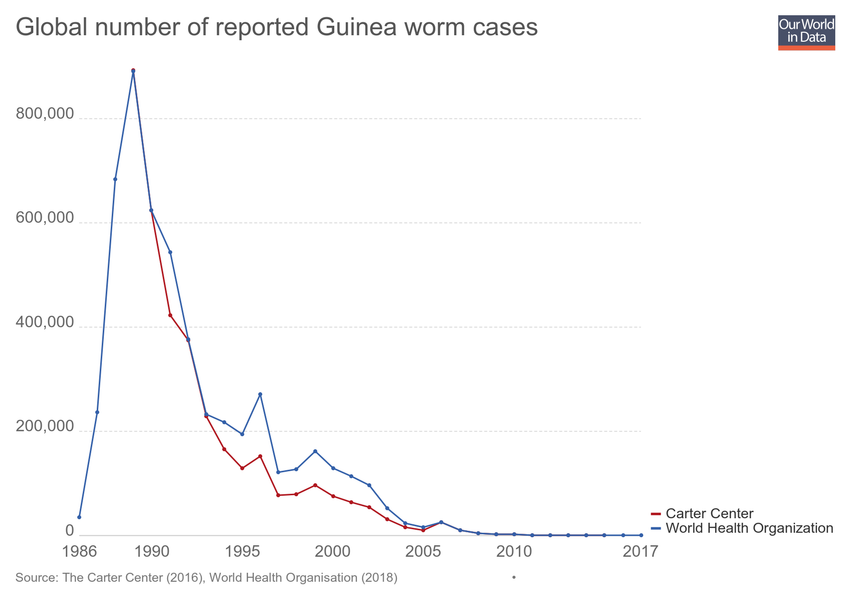 Global number of reported Guinea worm cases
Our World
in Data
800,000
600,000
400,000
200,000
0
1986 1990 1995 2000 2005 2010 2017
Carter Center
World Health Organization
Source: The Carter Center (2016), World Health Organisation (2018)